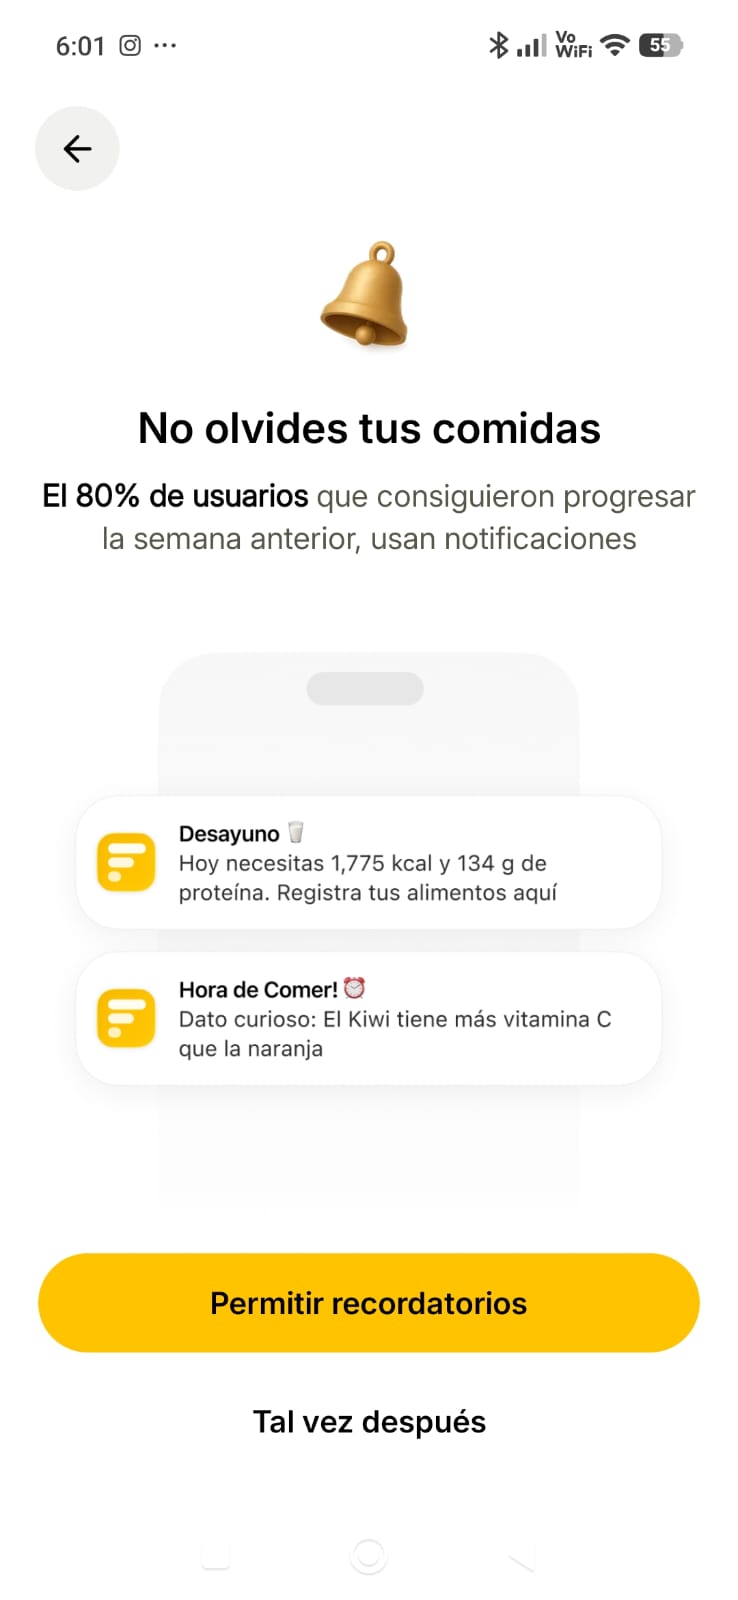 6:01
Vo
WiFi
55
No olvides tus comidas
El 80% de usuarios que consiguieron progresar
la semana anterior, usan notificaciones
Desayuno
Hoy necesitas 1,775 kcal y 134 g de
proteína. Registra tus alimentos aquí
Hora de Comer!
Dato curioso: El Kiwi tiene más vitamina C
que la naranja
Permitir recordatorios
Tal vez después